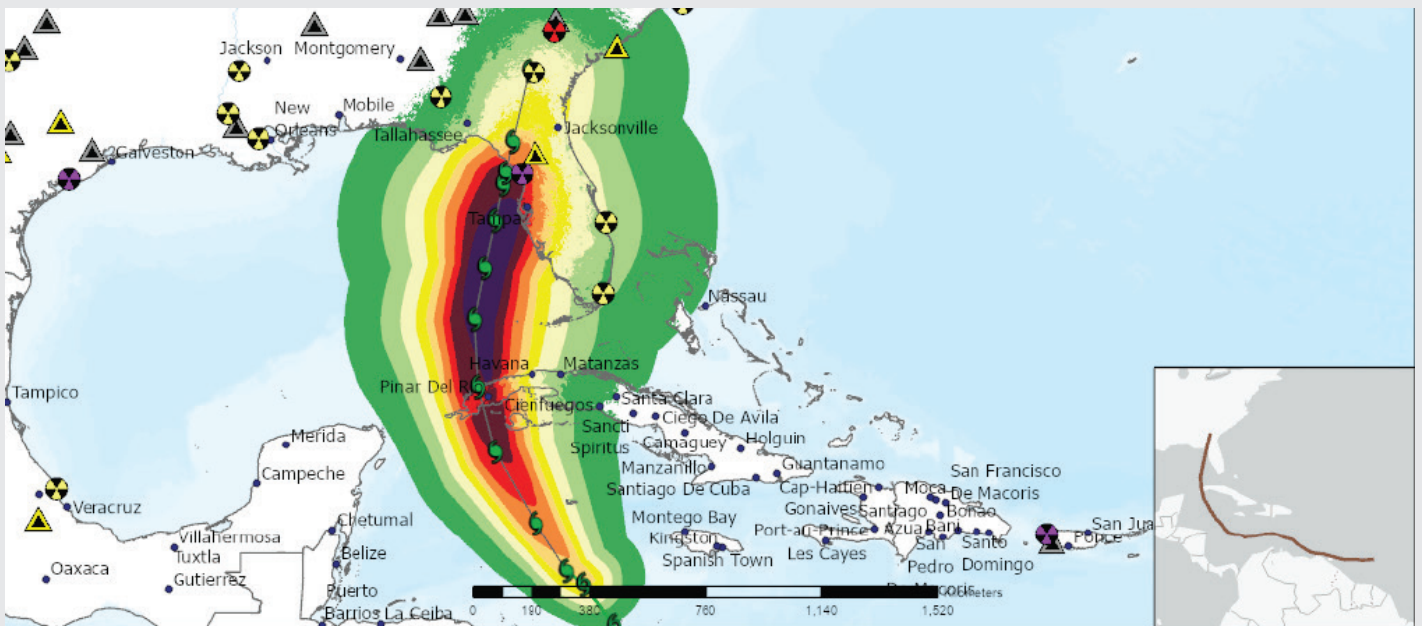 Jackson
Montgomery
New
Orleans
Mobile
Tallahassee
Jacksonville
Galveston
Tampa
Nassau
Havana
Matanzas
Pinar Del
Tampico
Cienfuegos
Santa Clara
Sancti
Spiritus
Ciego De Avila
Camaguey
Holguin
Merida
Campeche
Manzanillo
Guantanamo
Santiago De Cuba
Cap-Haitien
Moca
San Francisco
De Macoris
Gonaives
Santiago
Bonao
Veracruz
Chetumal
Montego Bay
Port-au-Prince
Azua
Bani
San
Pedro
De Macoris
Santo
Domingo
San Jua
Ponce
Kingston
Spanish Town
Les Cayes
Villahermosa
Tuxtla
Gutierrez
Belize
Oaxaca
Puerto
Barrios
La Ceiba
0 190 380 760 1,140 1,520
Kilometers